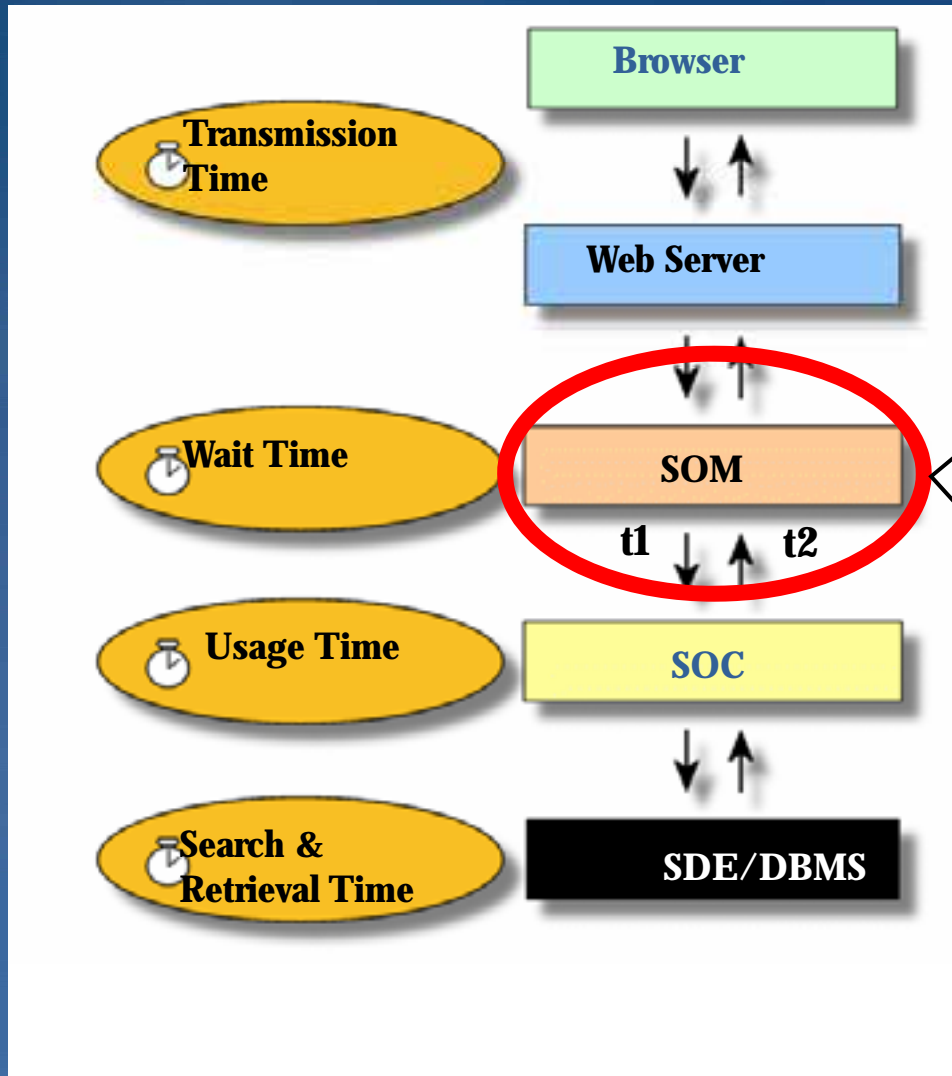 Browser
Transmission
Time
Web Server
Wait Time
SOM
t1 t2
Usage Time
SOC
Search &
Retrieval Time
SDE/DBMS